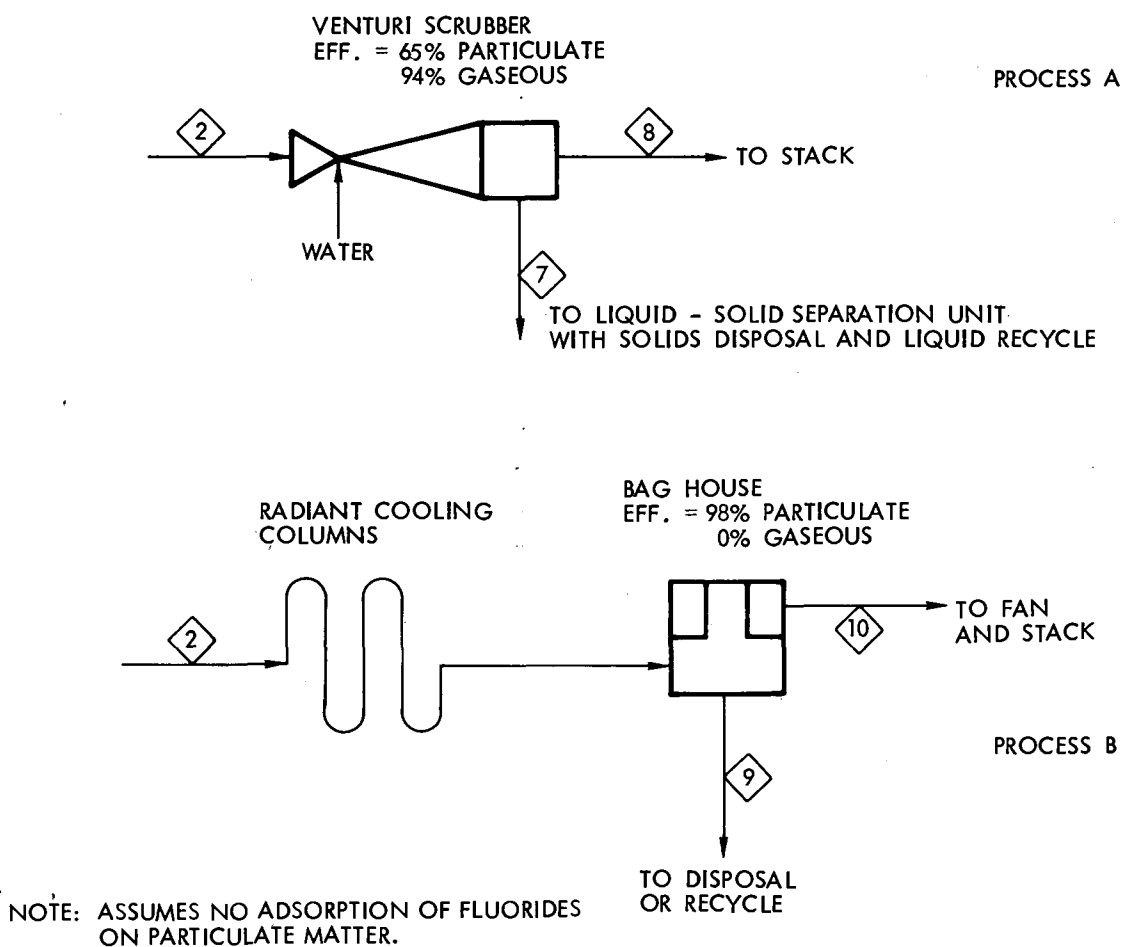 VENTURI SCRUBBER
EFF. = 65% PARTICULATE
94% GASEOUS
PROCESS A
2
8
TO STACK
WATER
7
TO LIQUID - SOLID SEPARATION UNIT
WITH SOLIDS DISPOSAL AND LIQUID RECYCLE
BAG HOUSE
EFF. = 98% PARTICULATE
0% GASEOUS
RADIANT COOLING
COLUMNS
2
10
TO FAN
AND STACK
PROCESS B
9
TO DISPOSAL
OR RECYCLE
NOTE: ASSUMES NO ADSORPTION OF FLUORIDES
ON PARTICULATE MATTER.